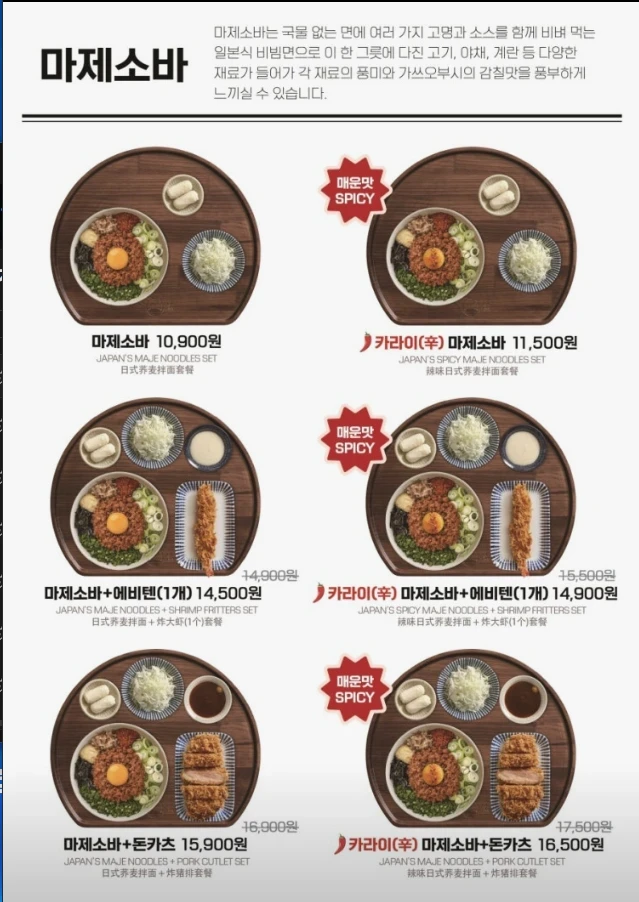 마제소바
마제소바는 국물 없는 면에 여러 가지 고명과 소스를 함께 비벼 먹는
일본식 비빔면으로 이 한 그릇에 다진 고기, 야채, 계란 등 다양한
재료가 들어가 각 재료의 풍미와 가쓰오부시의 감칠맛을 풍부하게
느끼실 수 있습니다.
마제소바 10,900원
JAPAN'S MAJE NOODLES SET
日式荞麦拌面套餐
매운맛
SPICY
카라이(辛) 마제소바 11,500원
JAPAN'S SPICY MAJE NOODLES SET
辣味日式荞麦拌面套餐
14,900원
마제소바+에비텐(1개) 14,500원
JAPAN'S MAJE NOODLES + SHRIMP FRITTERS SET
日式荞麦拌面 + 炸大虾(1个)套餐
매운맛
SPICY
15,500원
카라이(辛) 마제소바+에비텐(1개) 14,900원
JAPAN'S SPICY MAJE NOODLES + SHRIMP FRITTERS SET
辣味日式荞麦拌面 + 炸大虾(1个)套餐
16,900원
마제소바+돈카츠 15,900원
JAPAN'S MAJE NOODLES + PORK CUTLET SET
日式荞麦拌面 + 炸猪排套餐
매운맛
SPICY
17,500원
카라이(辛) 마제소바+돈카츠 16,500원
JAPAN'S MAJE NOODLES + PORK CUTLET SET
辣味日式荞麦拌面 + 炸猪排套餐